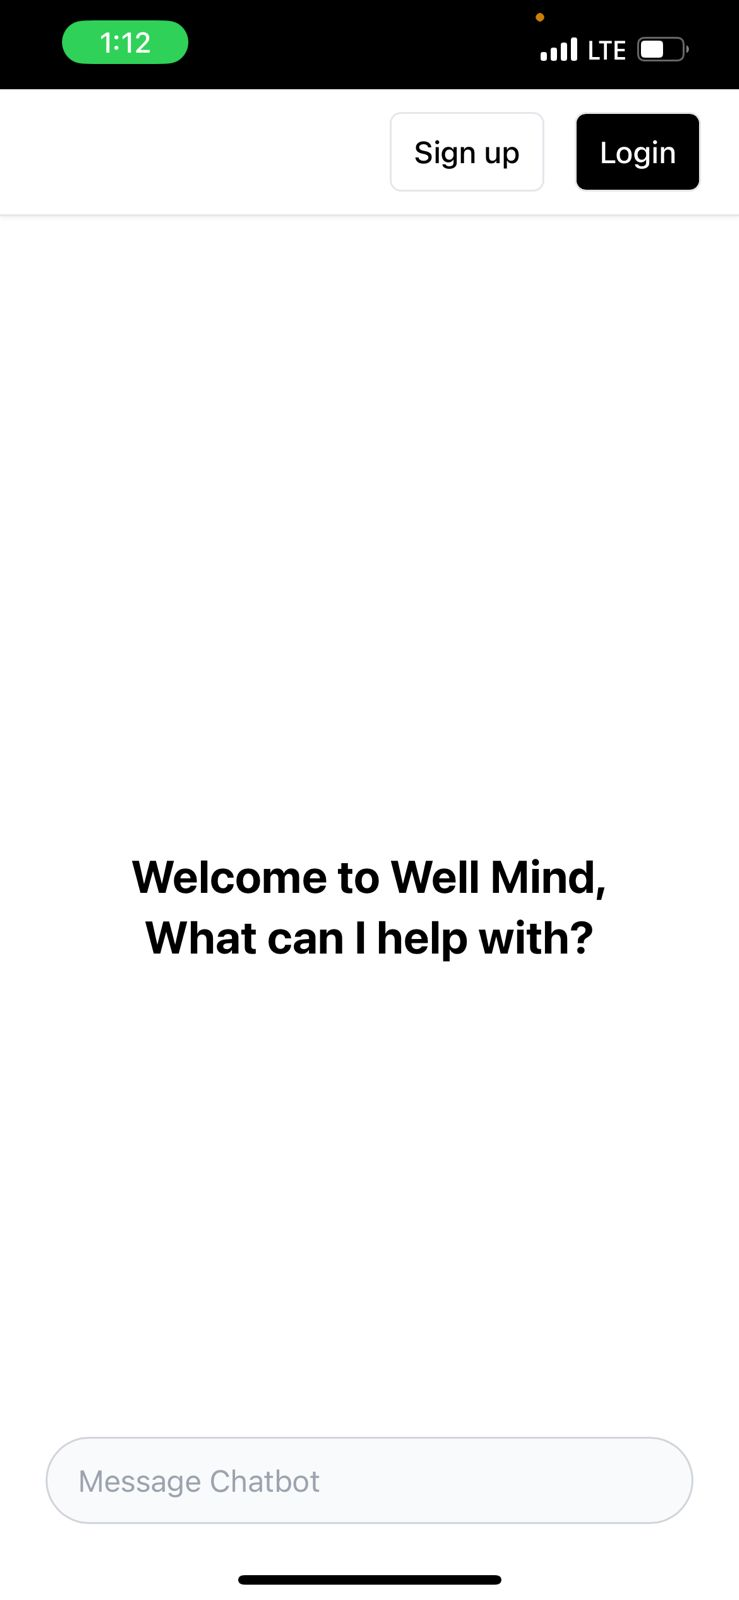 1:12
LTE
Sign up
Login
Welcome to Well Mind,
What can I help with?
Message Chatbot